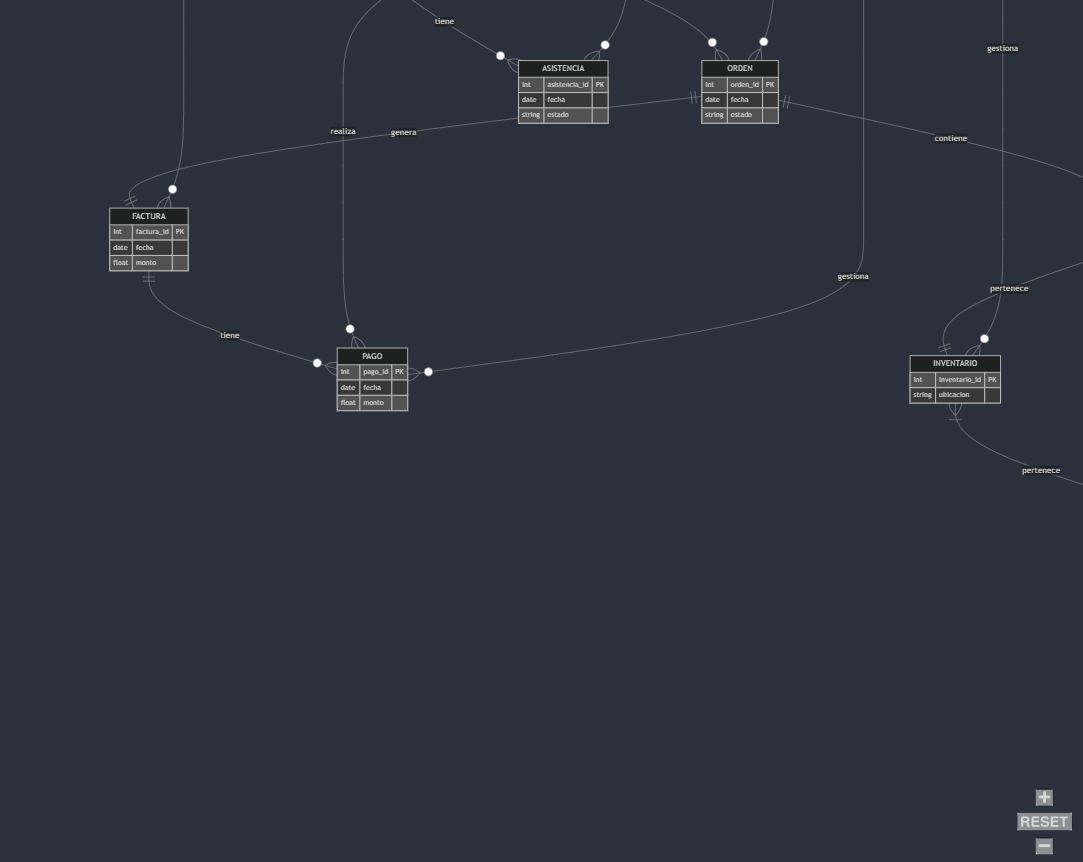 tiene
gestiona
ASISTENCIA
int asistencia_id PK
date fecha
string estado
ORDEN
int orden_id PK
date fecha
string estado
realiza
genera
contiene
FACTURA
int factura_id PK
date fecha
float monto
gestiona
pertenece
tiene
PAGO
int pago_id PK
date fecha
float monto
INVENTARIO
int inventario_id PK
string ubicacion
pertenece
+
RESET
−